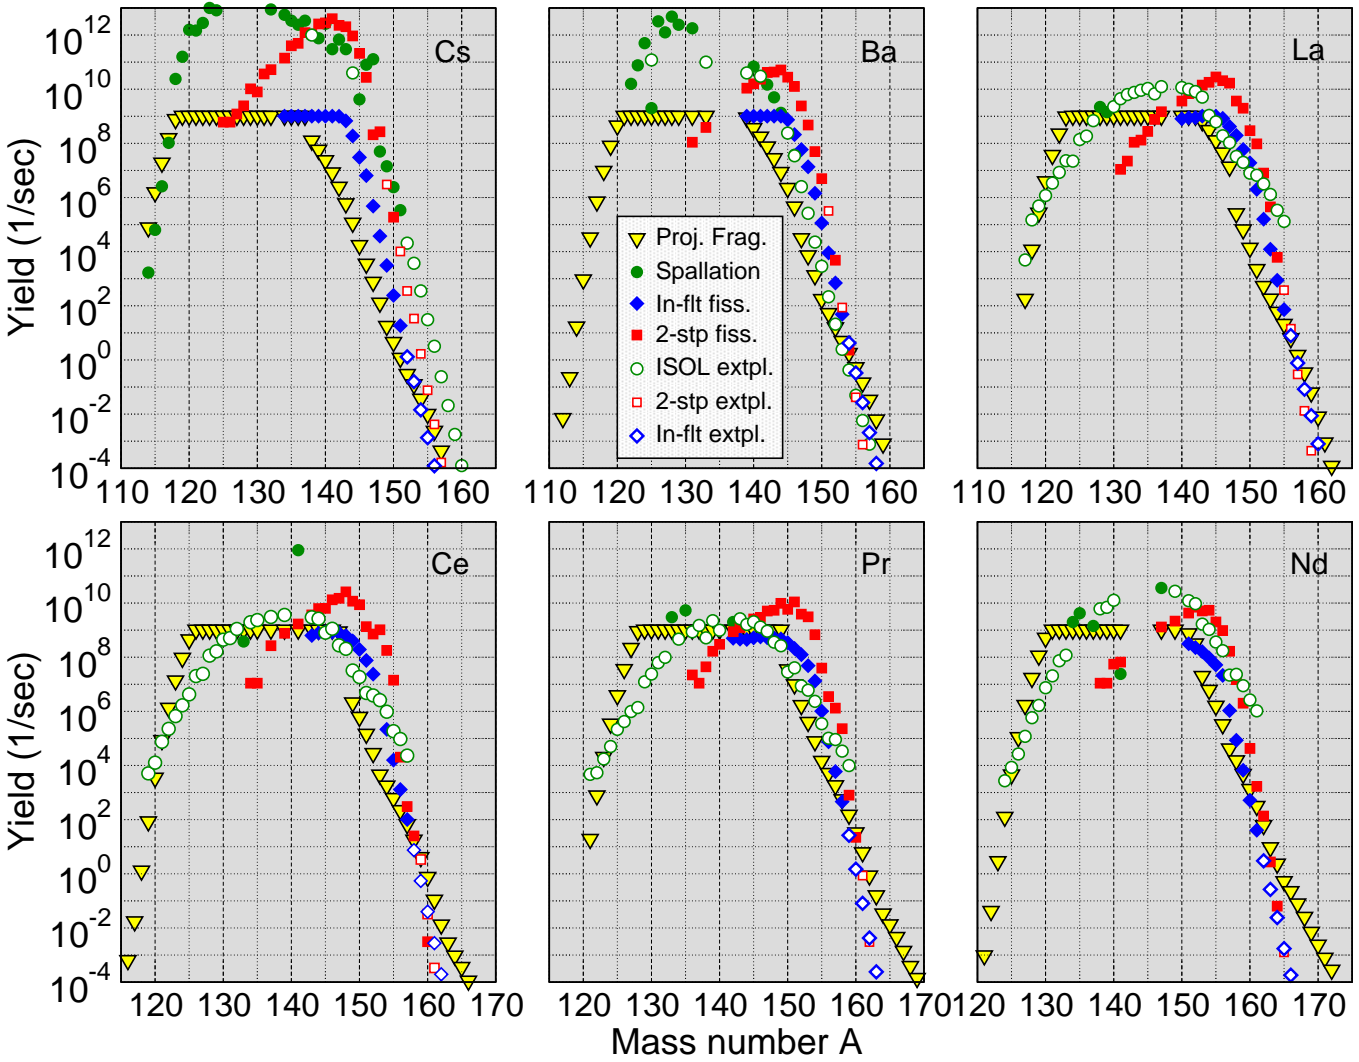 Cs
Ba
La
Yield (1/sec)
10^12
10^10
10^8
10^6
10^4
10^2
10^0
10^-2
10^-4
Proj. Frag.
Spallation
In-flt fiss.
2-stp fiss.
ISOL extpl.
2-stp extpl.
In-flt extpl.
110 120 130 140 150 160 110 120 130 140 150 160 110 120 130 140 150 160
Ce
Pr
Nd
Yield (1/sec)
10^12
10^10
10^8
10^6
10^4
10^2
10^0
10^-2
10^-4
120 130 140 150 160 170 120 130 140 150 160 170 120 130 140 150 160 170
Mass number A